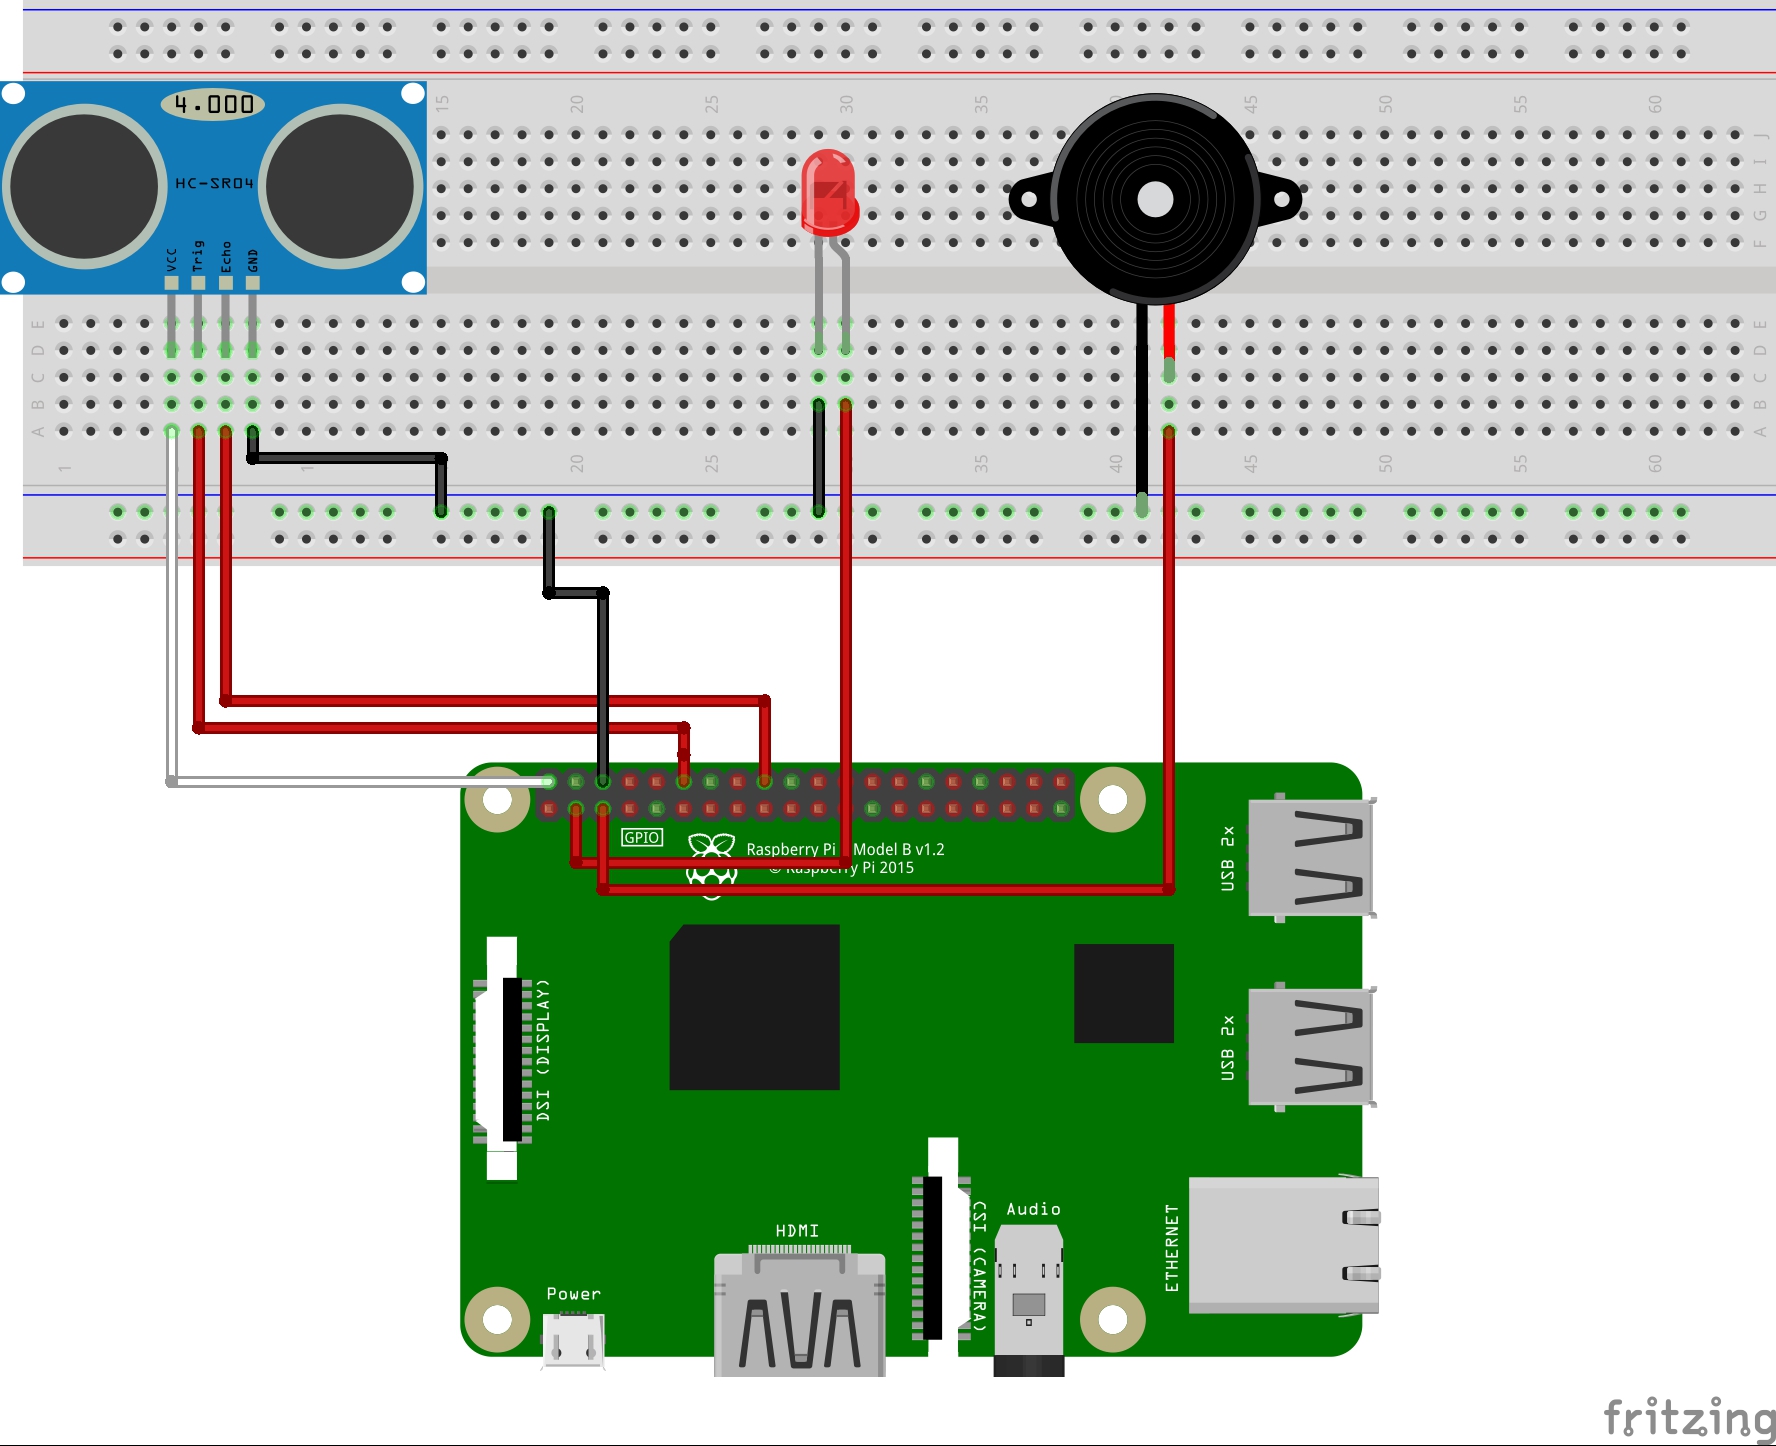 15 20 25 30 35 45 50 55 60
J
I
H
G
F
4.000
HC-SR04
VCC Trig Echo GND
E E
D D
C C
B B
A A
1 1 20 25 35 40 45 50 55 60
GPIO
Raspberry Pi Model B v1.2
© Raspberry Pi 2015
USB 2x
USB 2x
DSI (DISPLAY)
CSI (CAMERA)
Audio
ETHERNET
HDMI
Power
fritzing